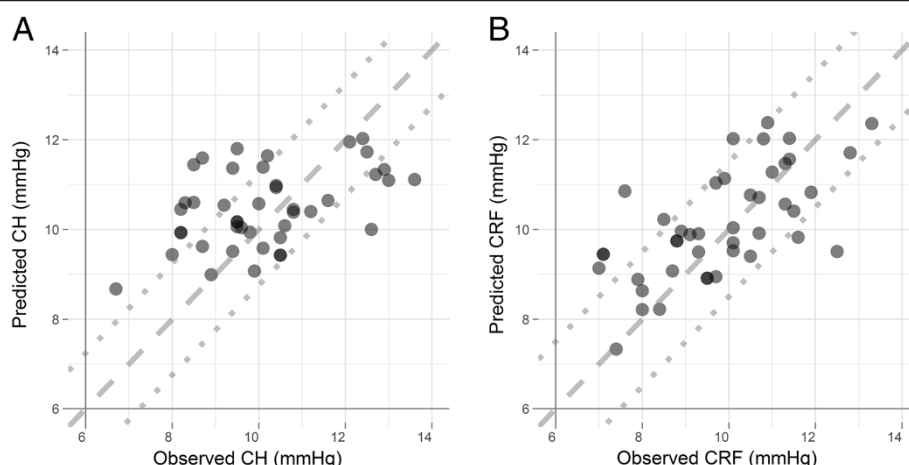 A
B
14
12
10
8
6
Predicted CH (mmHg)
6 8 10 12 14
Observed CH (mmHg)
14
12
10
8
6
Predicted CRF (mmHg)
6 8 10 12 14
Observed CRF (mmHg)